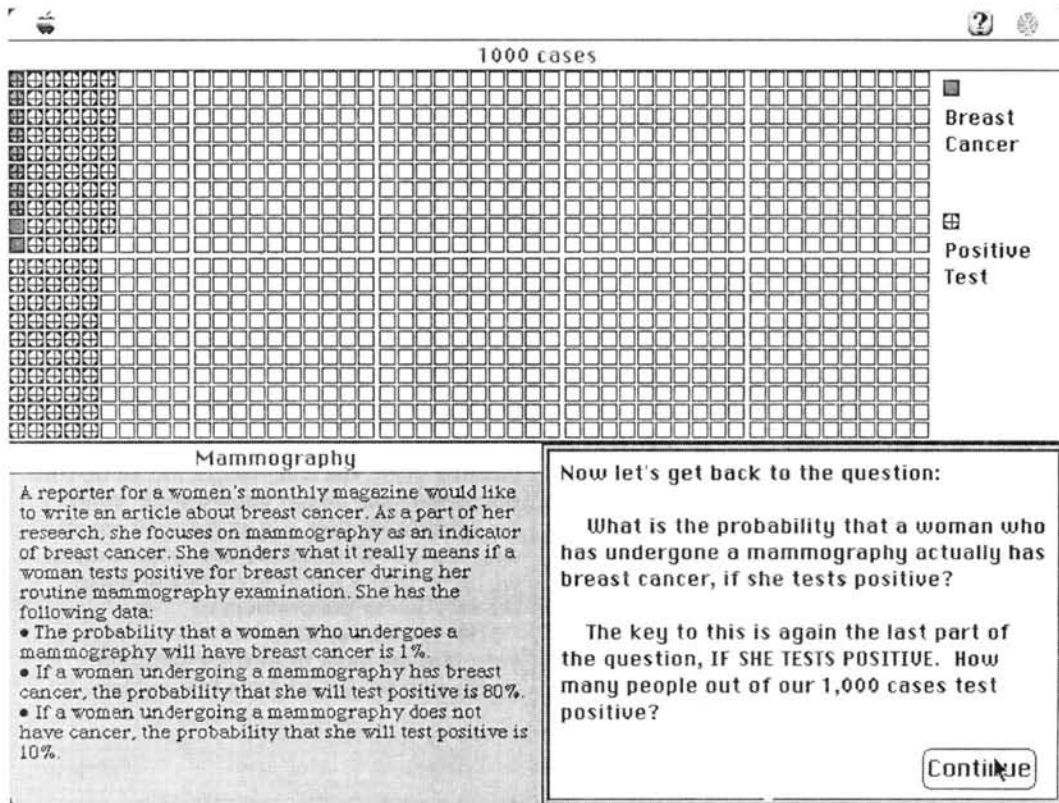 ?
1000 cases
Breast
Cancer
Positive
Test
Mammography
A reporter for a women's monthly magazine would like
to write an article about breast cancer. As a part of her
research, she focuses on mammography as an indicator
of breast cancer. She wonders what it really means if a
woman tests positive for breast cancer during her
routine mammography examination. She has the
following data:
• The probability that a woman who undergoes a
mammography will have breast cancer is 1%.
• If a woman undergoing a mammography has breast
cancer, the probability that she will test positive is 80%.
• If a woman undergoing a mammography does not
have cancer, the probability that she will test positive is
10%.
Now let's get back to the question:
What is the probability that a woman who
has undergone a mammography actually has
breast cancer, if she tests positive?
The key to this is again the last part of
the question, IF SHE TESTS POSITIVE. How
many people out of our 1,000 cases test
positive?
Continue